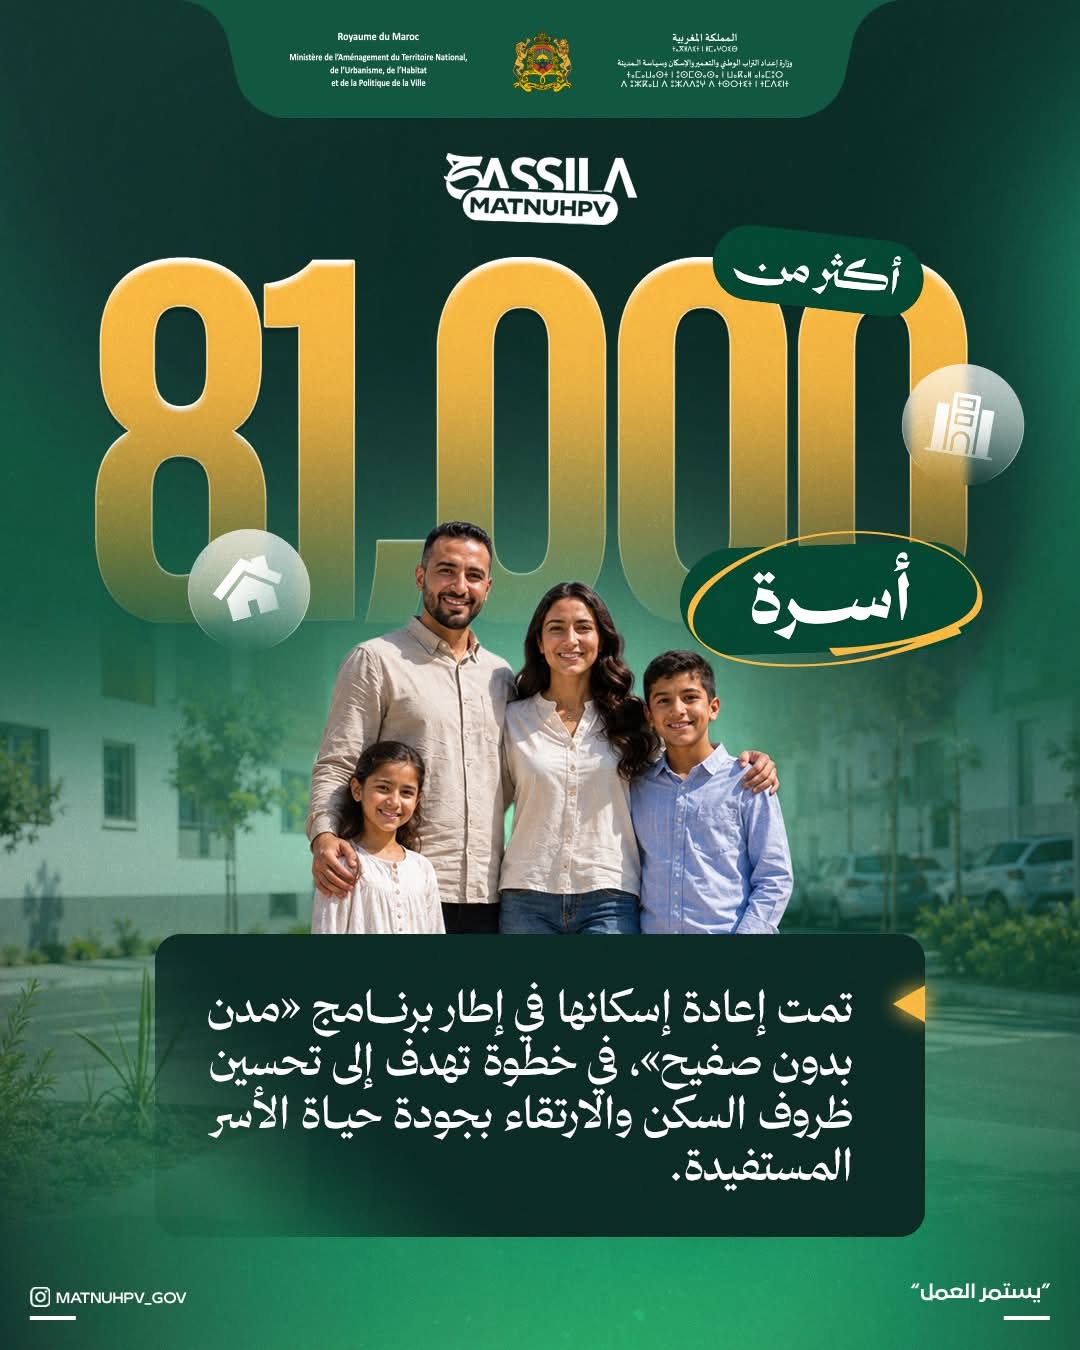 Royaume du Maroc
Ministère de l'Aménagement du Territoire National,
de l'Urbanisme, de l'Habitat
et de la Politique de la Ville
المملكة المغربية
ⵜⴰⴳⵍⴷⵉⵜ ⵏ ⵍⵎⵖⵔⵉⴱ
وزارة إعداد التراب الوطني والتعمير والإسكان وسياسة المدينة
7ASSILA
MATNUHPV
أكثر من
81,000
أسرة
تمت إعادة إسكانها في إطار برنامج «مدن
بدون صفيح»، في خطوة تهدف إلى تحسين
ظروف السكن والارتقاء بجودة حياة الأسر
المستفيدة.
MATNUHPV_GOV
"يستمر العمل"